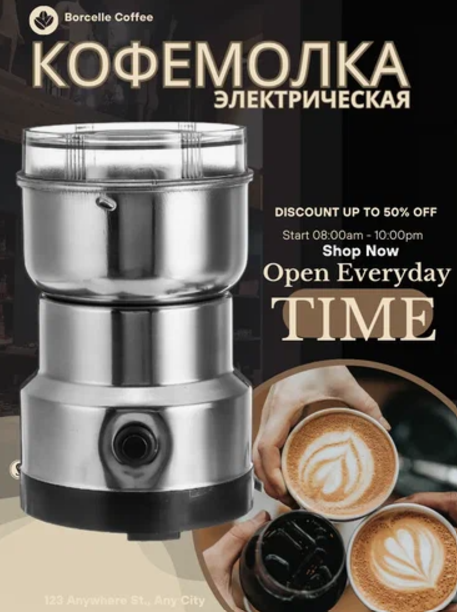 Borcelle Coffee
КОФЕМОЛКА
ЭЛЕКТРИЧЕСКАЯ
DISCOUNT UP TO 50% OFF
Start 08:00am - 10:00pm
Shop Now
Open Everyday
TIME
123 Anywhere St., Any City